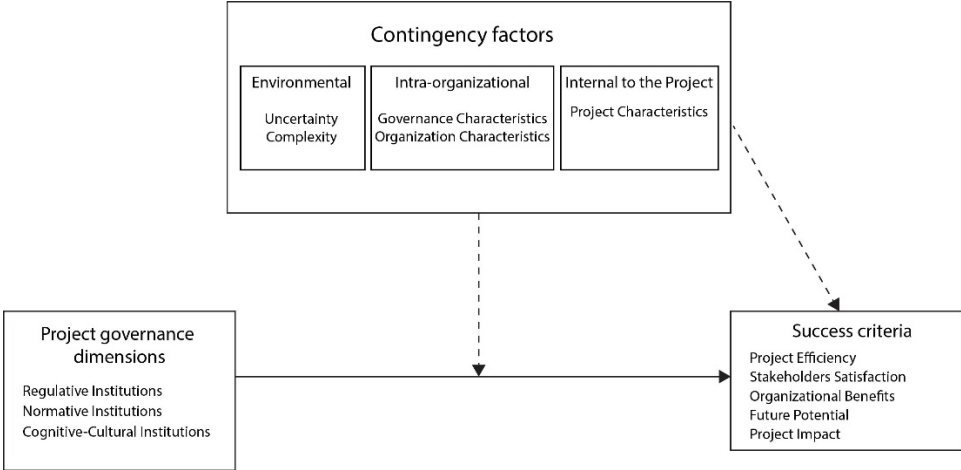 Contingency factors
Environmental
Uncertainty
Complexity
Intra-organizational
Governance Characteristics
Organization Characteristics
Internal to the Project
Project Characteristics
Project governance
dimensions
Regulative Institutions
Normative Institutions
Cognitive-Cultural Institutions
Success criteria
Project Efficiency
Stakeholders Satisfaction
Organizational Benefits
Future Potential
Project Impact